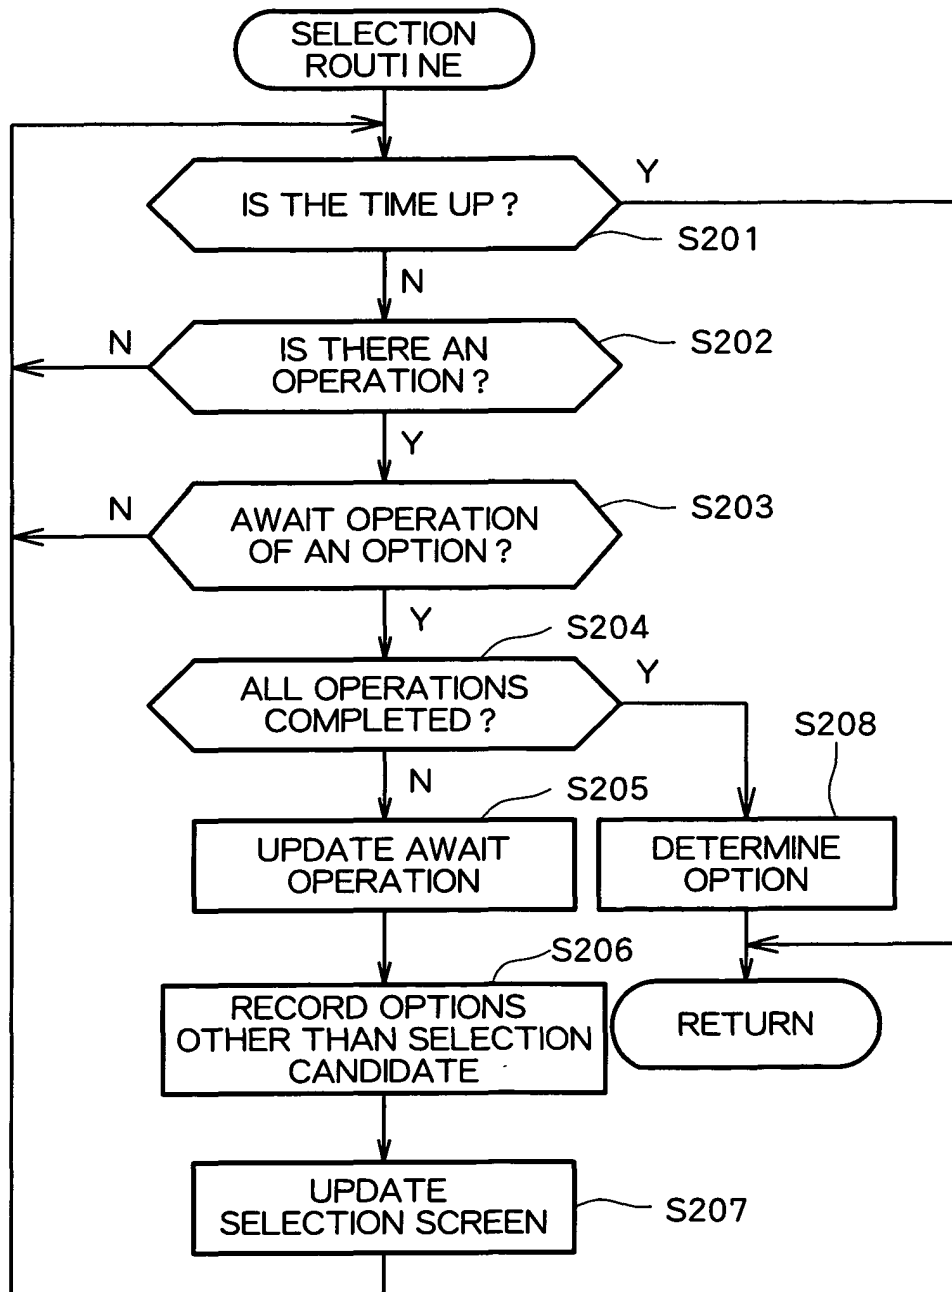 SELECTION
ROUTINE
IS THE TIME UP ?
Y
S201
N
IS THERE AN
OPERATION ?
N
S202
Y
AWAIT OPERATION
OF AN OPTION ?
N
S203
Y
S204
ALL OPERATIONS
COMPLETED ?
Y
N
S205
S208
UPDATE AWAIT
OPERATION
DETERMINE
OPTION
S206
RECORD OPTIONS
OTHER THAN SELECTION
CANDIDATE
RETURN
UPDATE
SELECTION SCREEN
S207